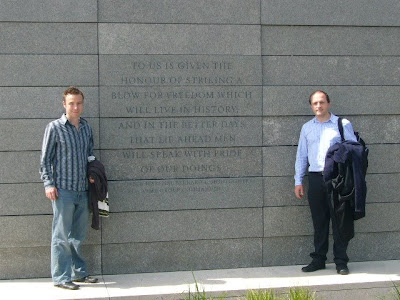 TO US IS GIVEN THE
HONOUR OF STRIKING A
BLOW FOR FREEDOM WHICH
WILL LIVE IN HISTORY
AND IN THE BETTER DAYS
THAT LIE AHEAD MEN
WILL SPEAK WITH PRIDE
OF OUR DOINGS